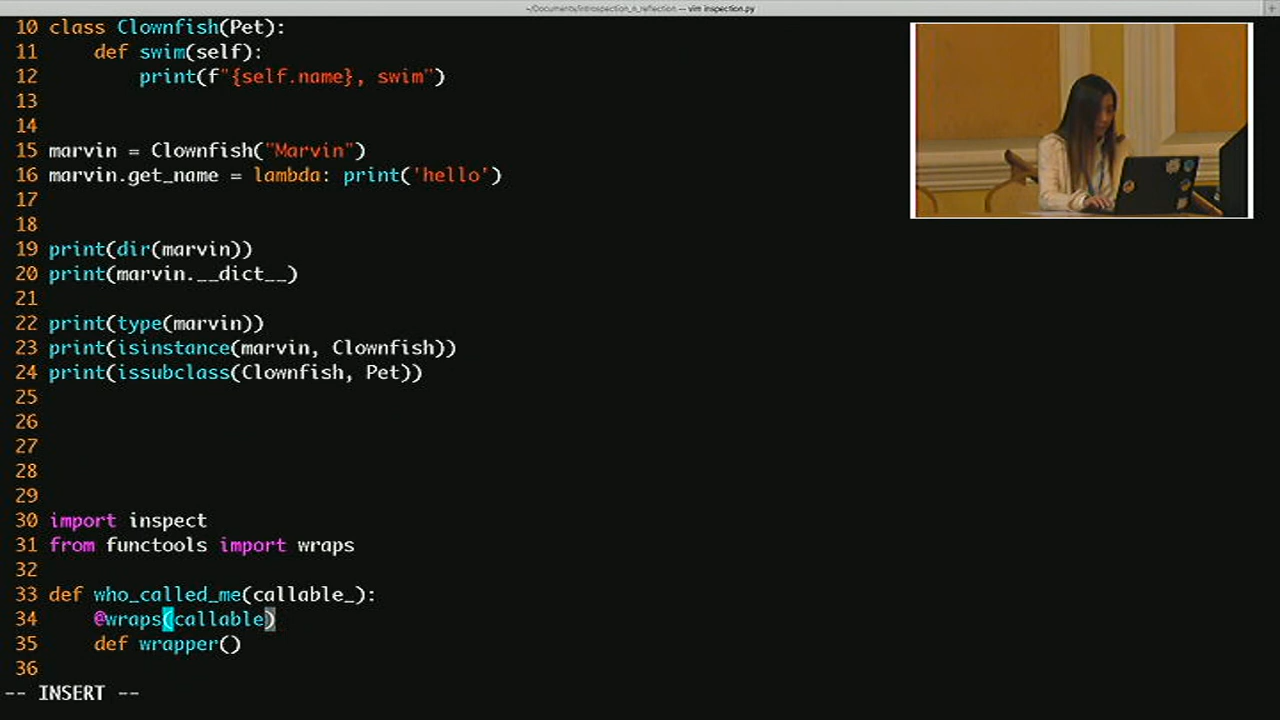 ~/Documents/introspection_n_reflection — vim inspection.py
10 class Clownfish(Pet):
11     def swim(self):
12         print(f"{self.name}, swim")
13
14
15 marvin = Clownfish("Marvin")
16 marvin.get_name = lambda: print('hello')
17
18
19 print(dir(marvin))
20 print(marvin.__dict__)
21
22 print(type(marvin))
23 print(isinstance(marvin, Clownfish))
24 print(issubclass(Clownfish, Pet))
25
26
27
28
29
30 import inspect
31 from functools import wraps
32
33 def who_called_me(callable_):
34     @wraps(callable)
35     def wrapper()
36
-- INSERT --